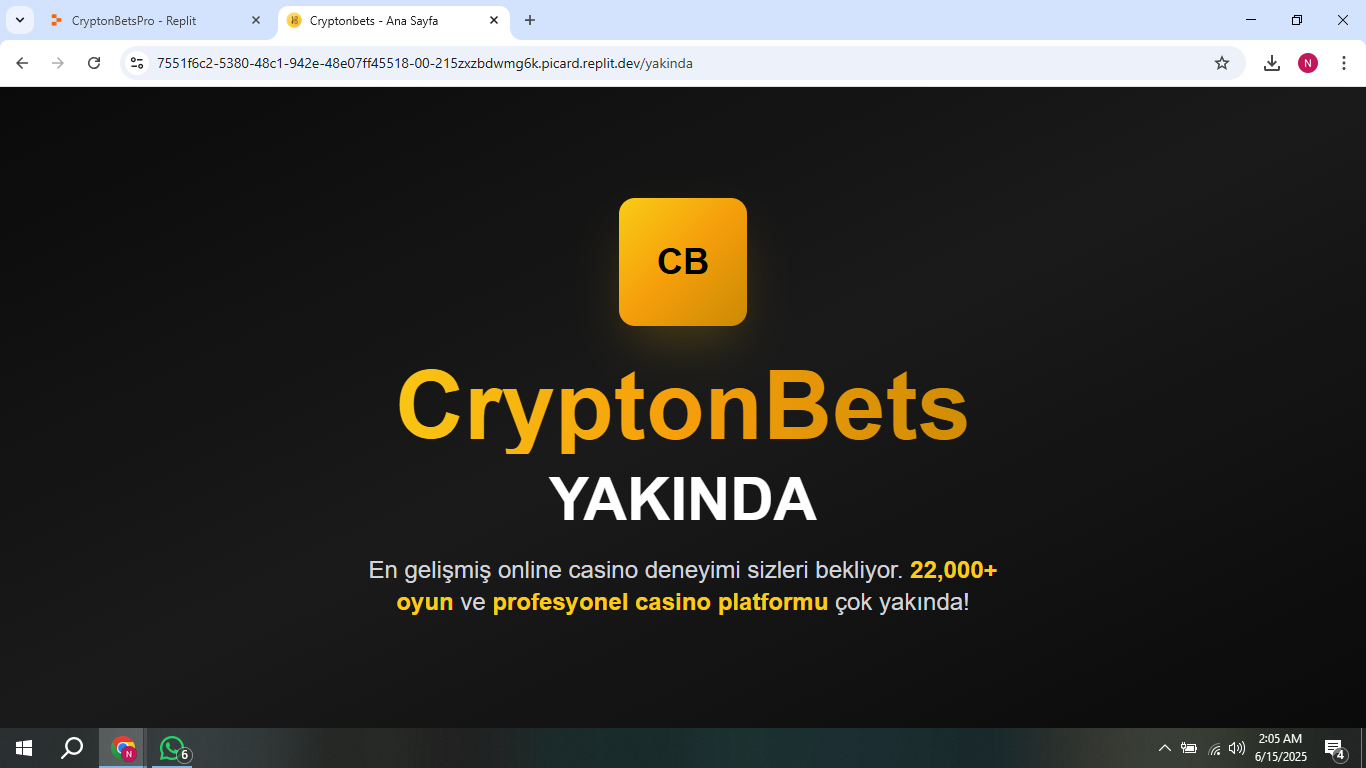 CryptonBetsPro - Replit
Cryptonbets - Ana Sayfa
7551f6c2-5380-48c1-942e-48e07ff45518-00-215zxzbdwmg6k.picard.replit.dev/yakinda
N
CB
CryptonBets
YAKINDA
En gelişmiş online casino deneyimi sizleri bekliyor. 22,000+
oyun ve profesyonel casino platformu çok yakında!
N
6
2:05 AM
6/15/2025
4